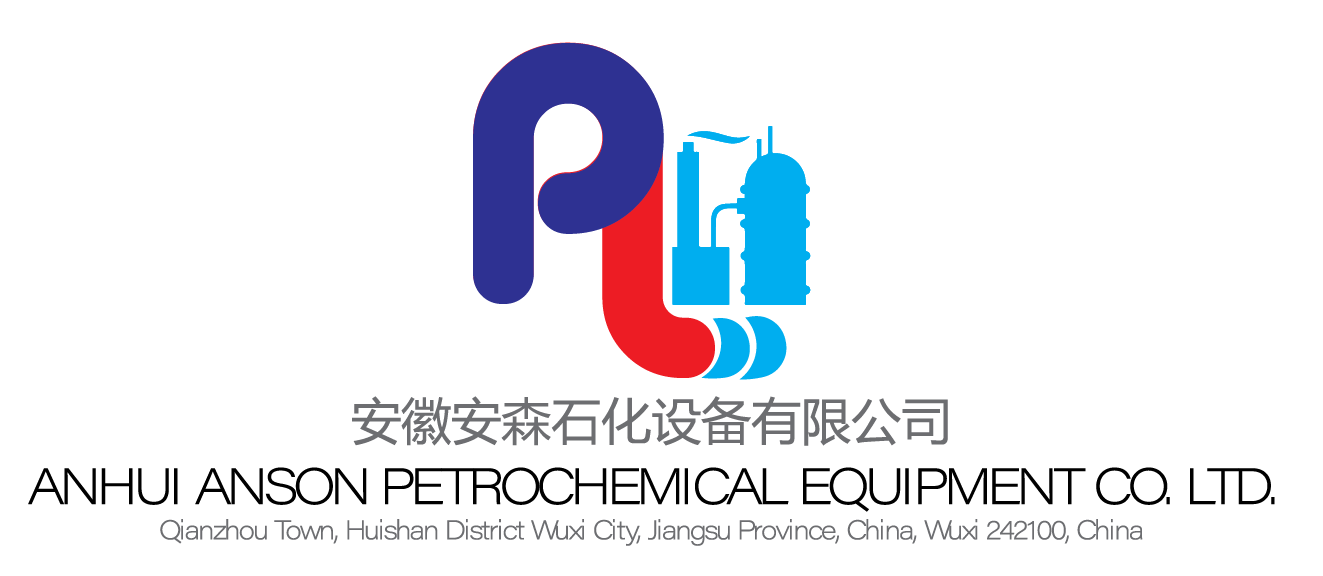 安徽安森石化设备有限公司
ANHUI ANSON PETROCHEMICAL EQUIPMENT CO. LTD.
Qianzhou Town, Huishan District Wuxi City, Jiangsu Province, China, Wuxi 242100, China